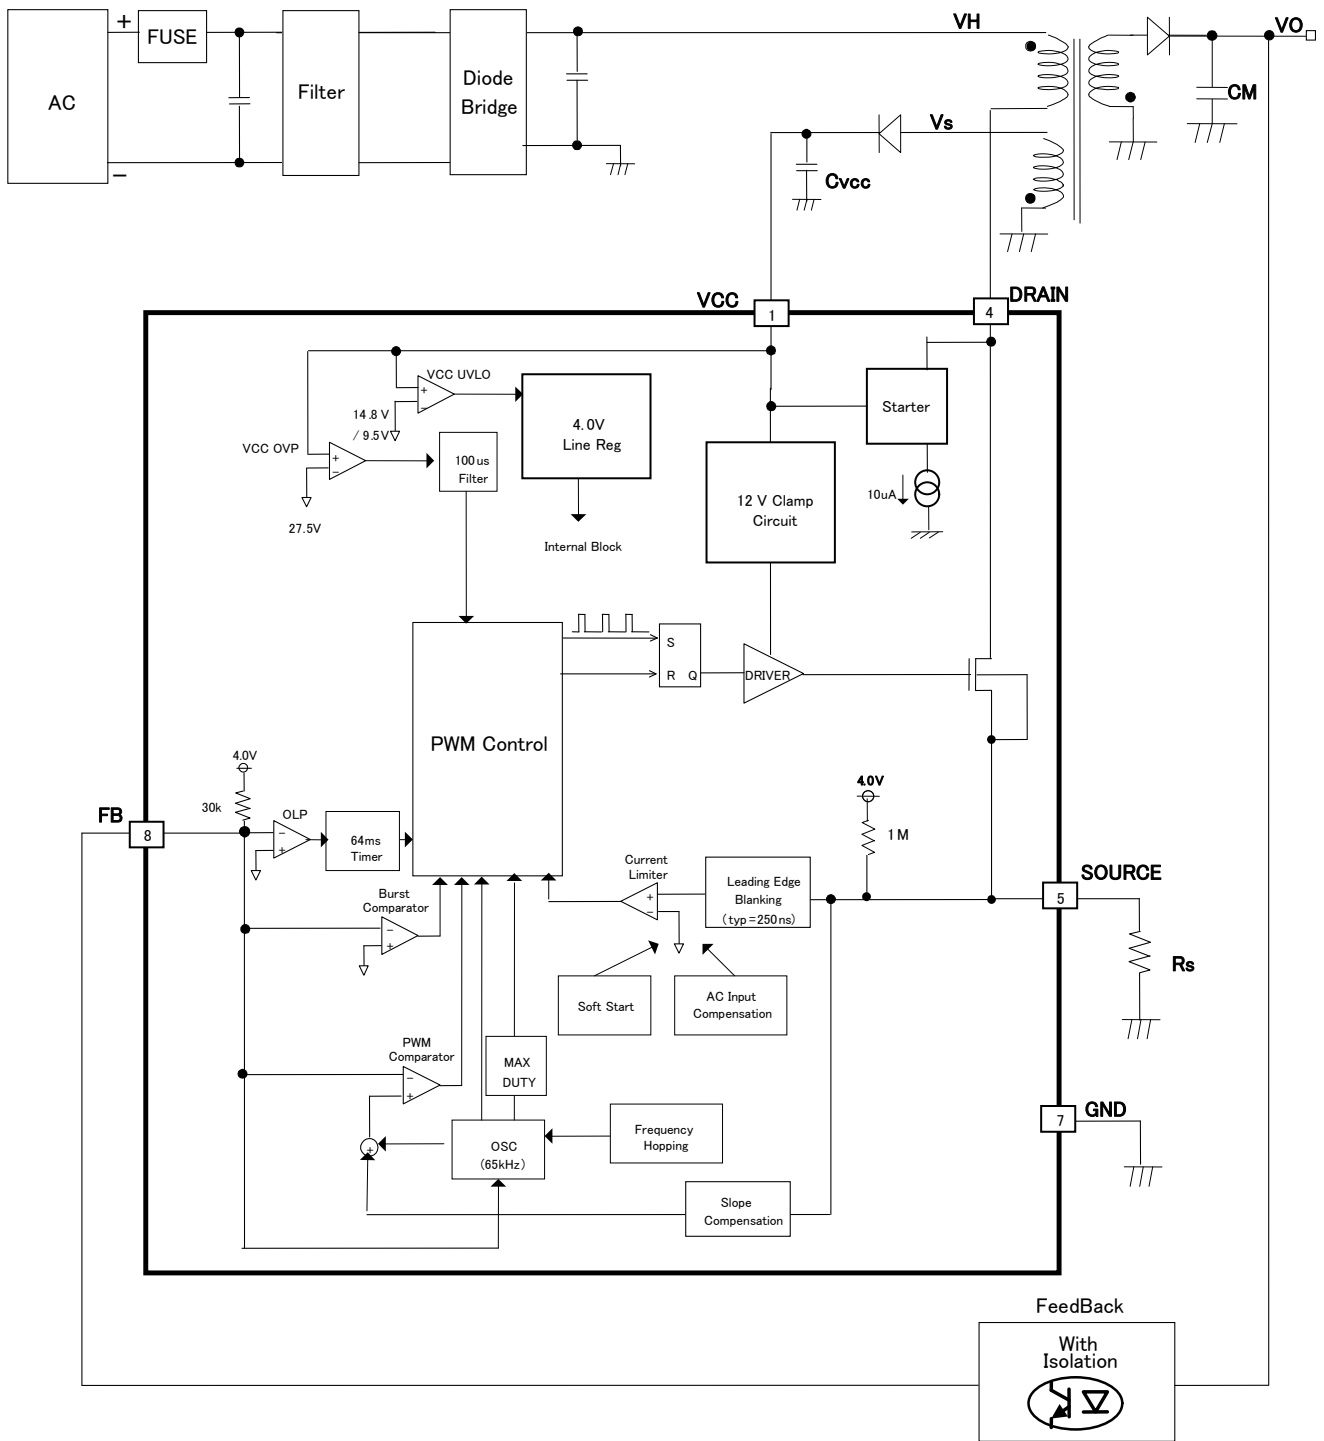 VH
VO
+
FUSE
AC
Filter
Diode
Bridge
CM
−
Vs
Cvcc
VCC
1
4
DRAIN
VCC UVLO
+
−
14.8 V
/ 9.5V
4.0V
Line Reg
Starter
VCC OVP
+
−
100us
Filter
27.5V
12 V Clamp
Circuit
10uA
Internal Block
S
R Q
DRIVER
PWM Control
4.0V
30k
FB
8
OLP
−
+
64ms
Timer
4.0V
1 M
Current
Limiter
+
−
Leading Edge
Blanking
(typ=250ns)
SOURCE
5
Rs
Burst
Comparator
−
+
Soft Start
AC Input
Compensation
PWM
Comparator
−
+
MAX
DUTY
+
OSC
(65kHz)
Frequency
Hopping
7
GND
Slope
Compensation
FeedBack
With
Isolation